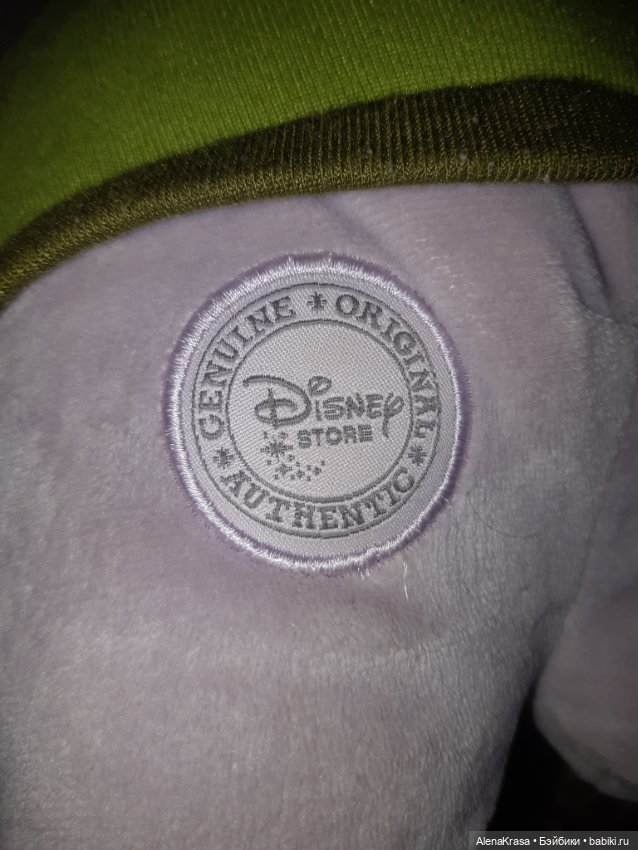 GENUINE * ORIGINAL
Disney
STORE
* AUTHENTIC *
AlenaKrasa • Бэйбики • babiki.ru